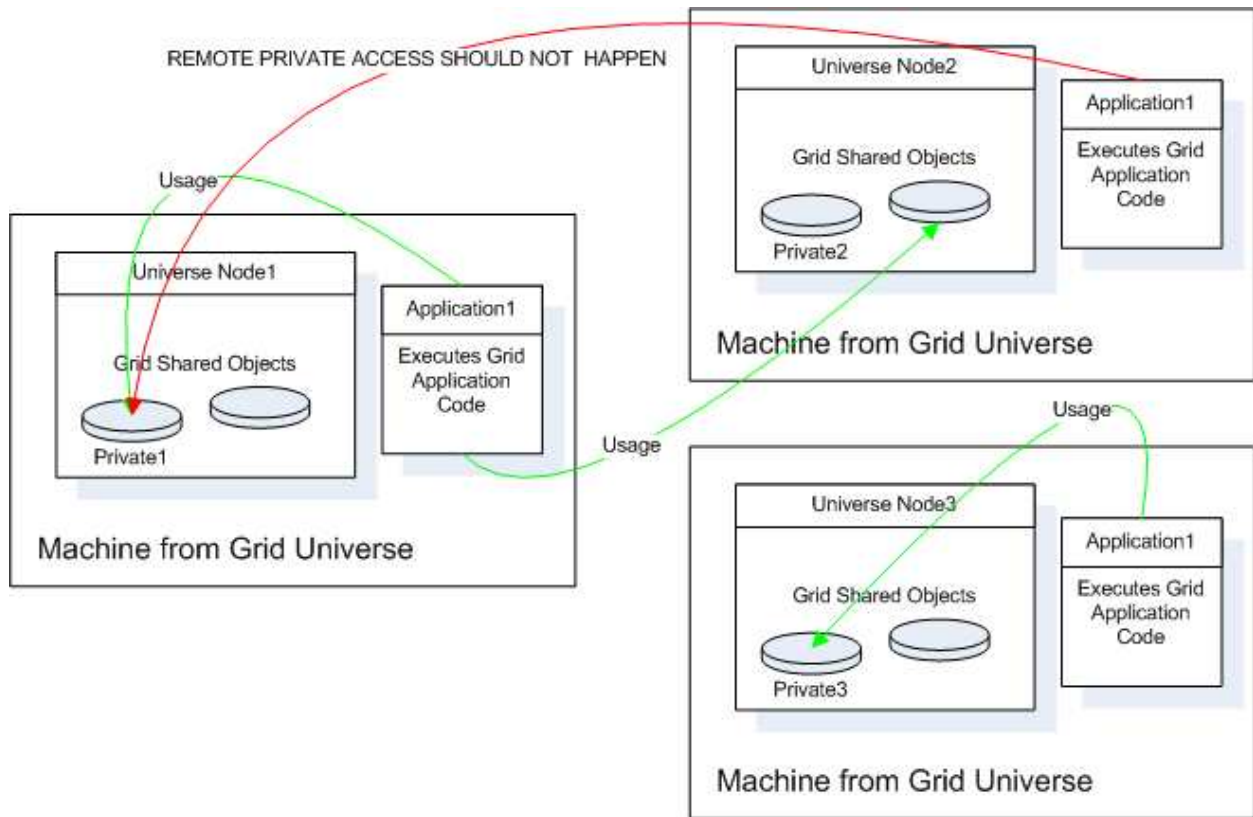 REMOTE PRIVATE ACCESS SHOULD NOT HAPPEN
Usage
Universe Node1
Grid Shared Objects
Private1
Application1
Executes Grid
Application
Code
Machine from Grid Universe
Usage
Universe Node2
Grid Shared Objects
Private2
Application1
Executes Grid
Application
Code
Machine from Grid Universe
Usage
Universe Node3
Grid Shared Objects
Private3
Application1
Executes Grid
Application
Code
Machine from Grid Universe